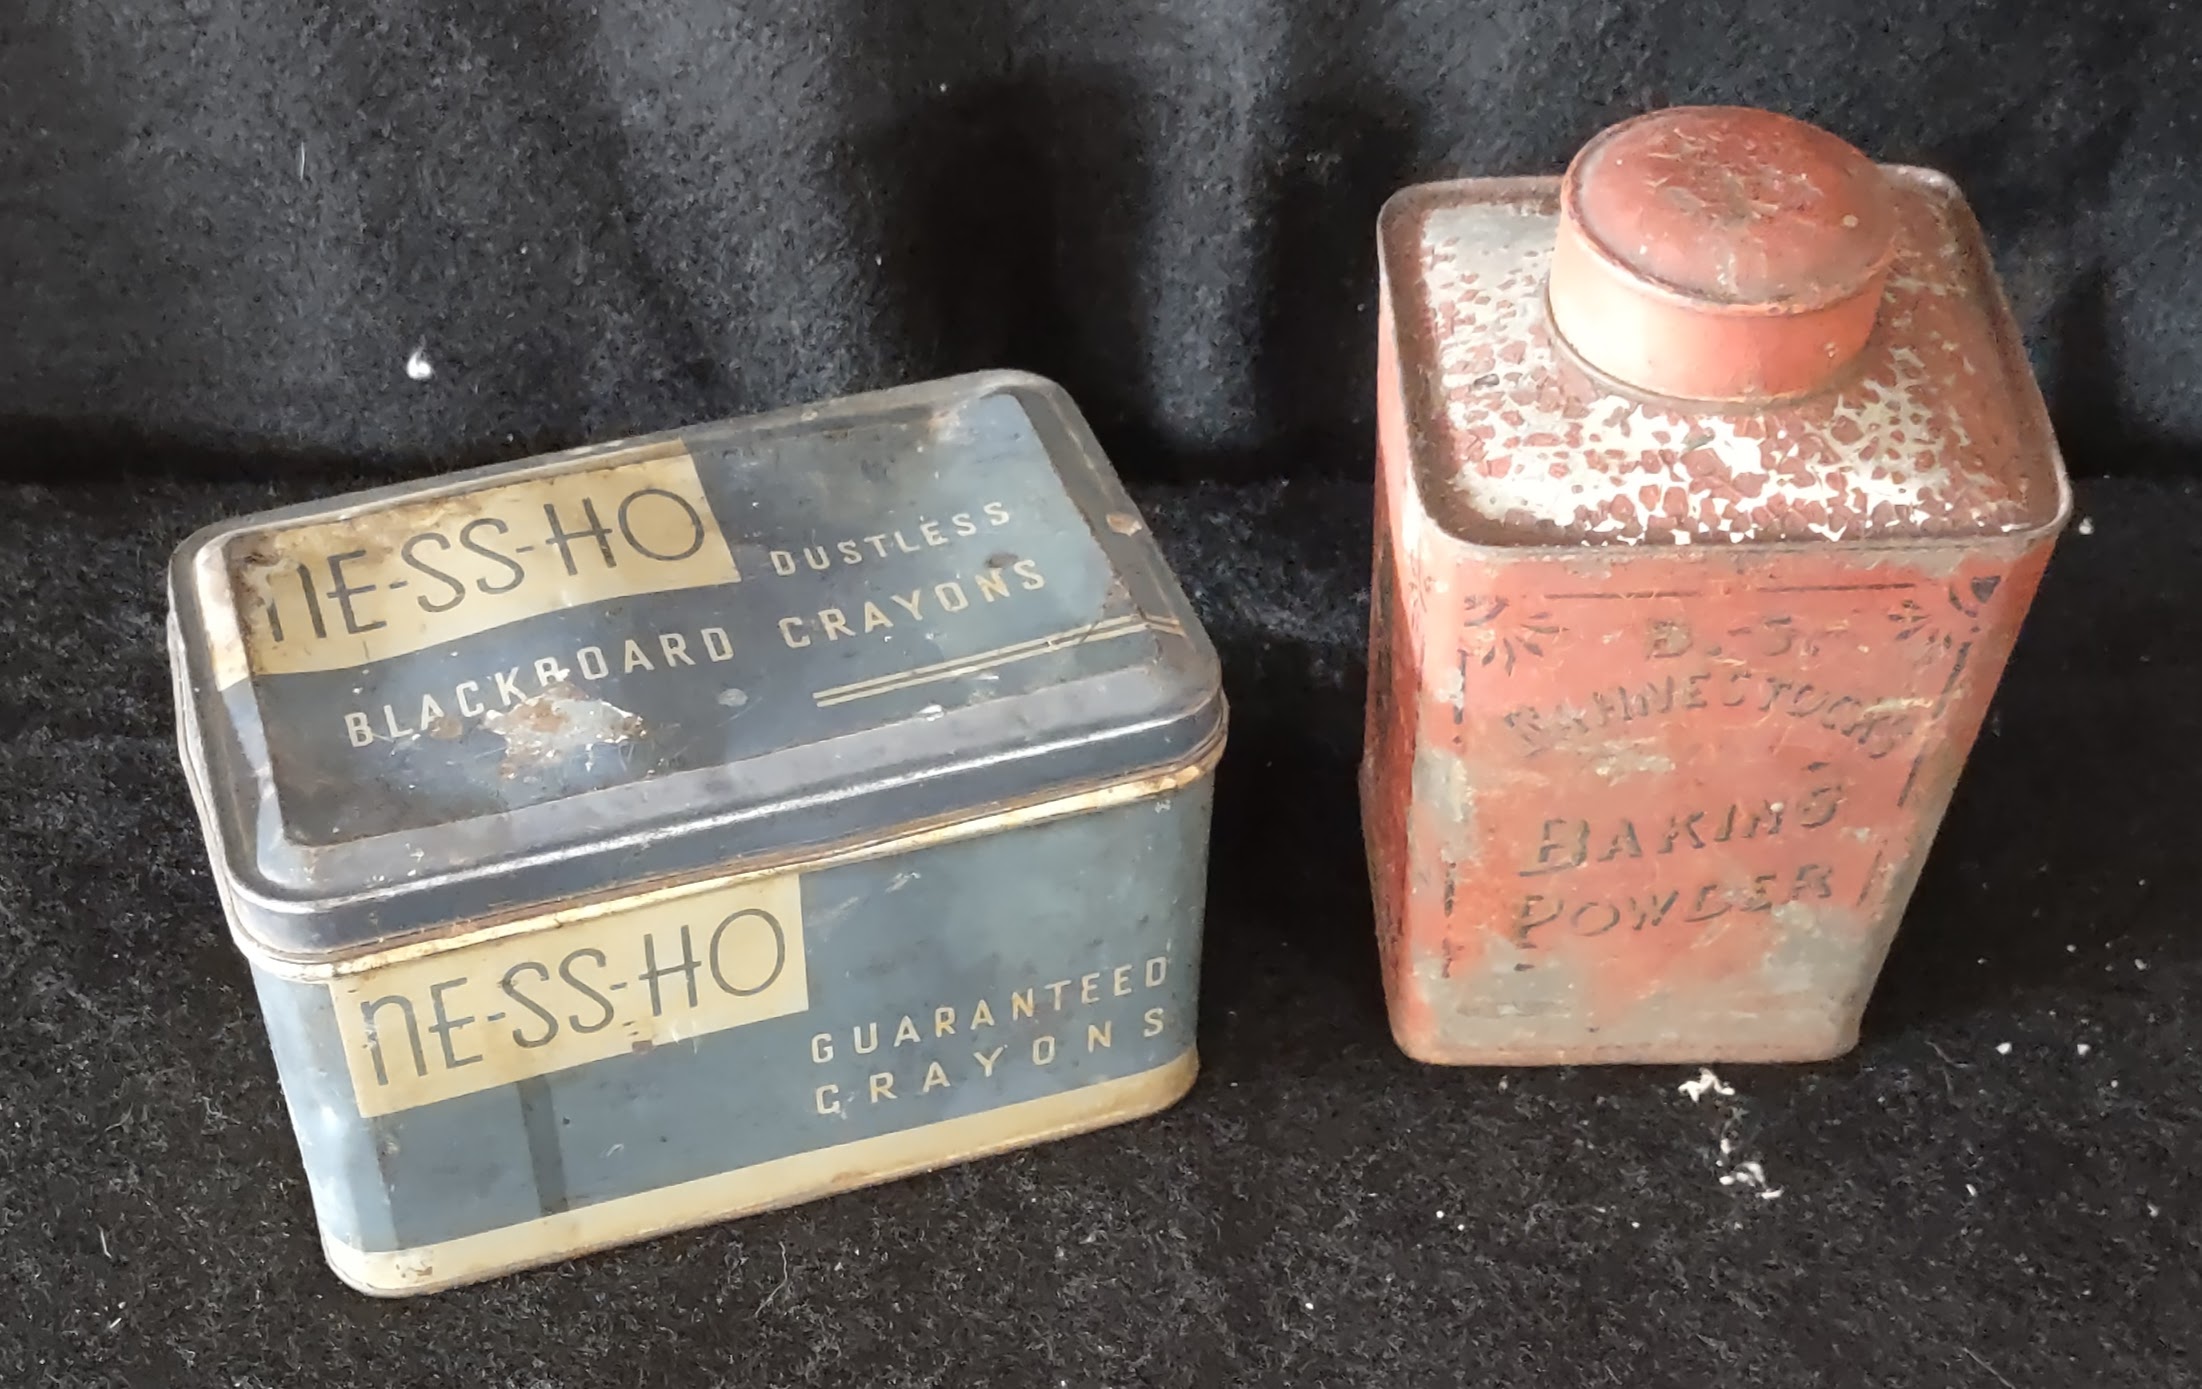 NE-SS-HO
DUSTLESS
BLACKBOARD CRAYONS
NE-SS-HO
GUARANTEED
CRAYONS
BAKING
POWDER